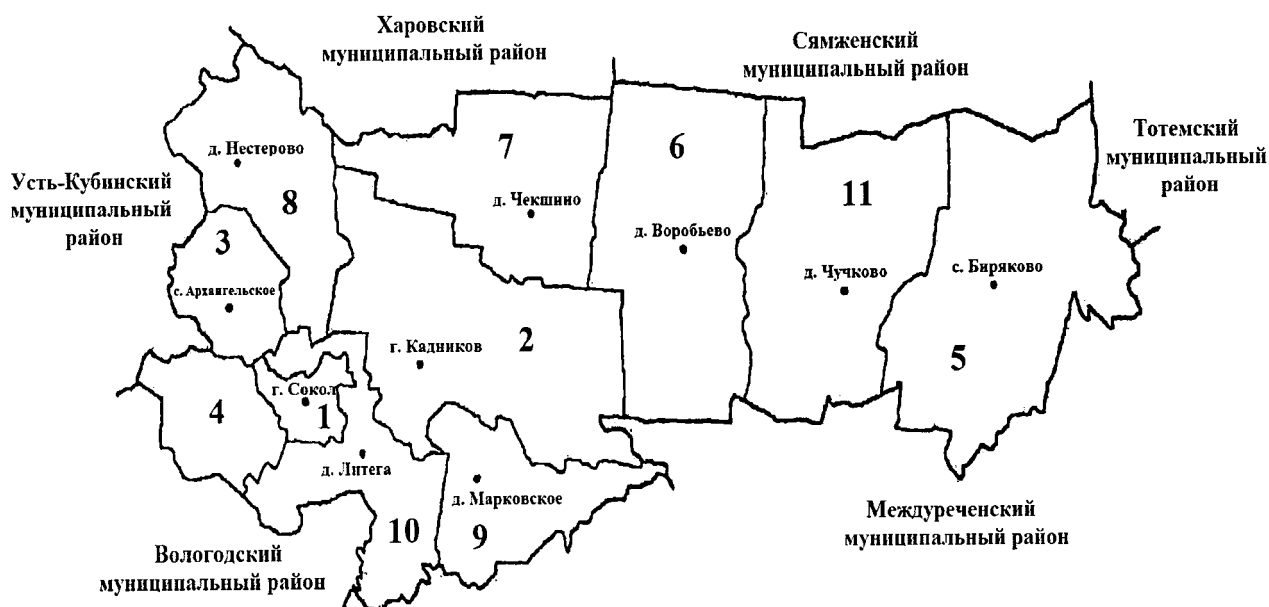 Харовский
муниципальный район
Сямженский
муниципальный район
Тотемский
муниципальный
район
Усть-Кубинский
муниципальный
район
7
6
11
д. Нестерово
8
д. Чекшино
3
д. Воробьево
с. Архангельское
д. Чучково
с. Биряково
2
г. Кадников
5
г. Сокол
4
1
д. Литега
д. Марковское
10
9
Междуреченский
муниципальный район
Вологодский
муниципальный район